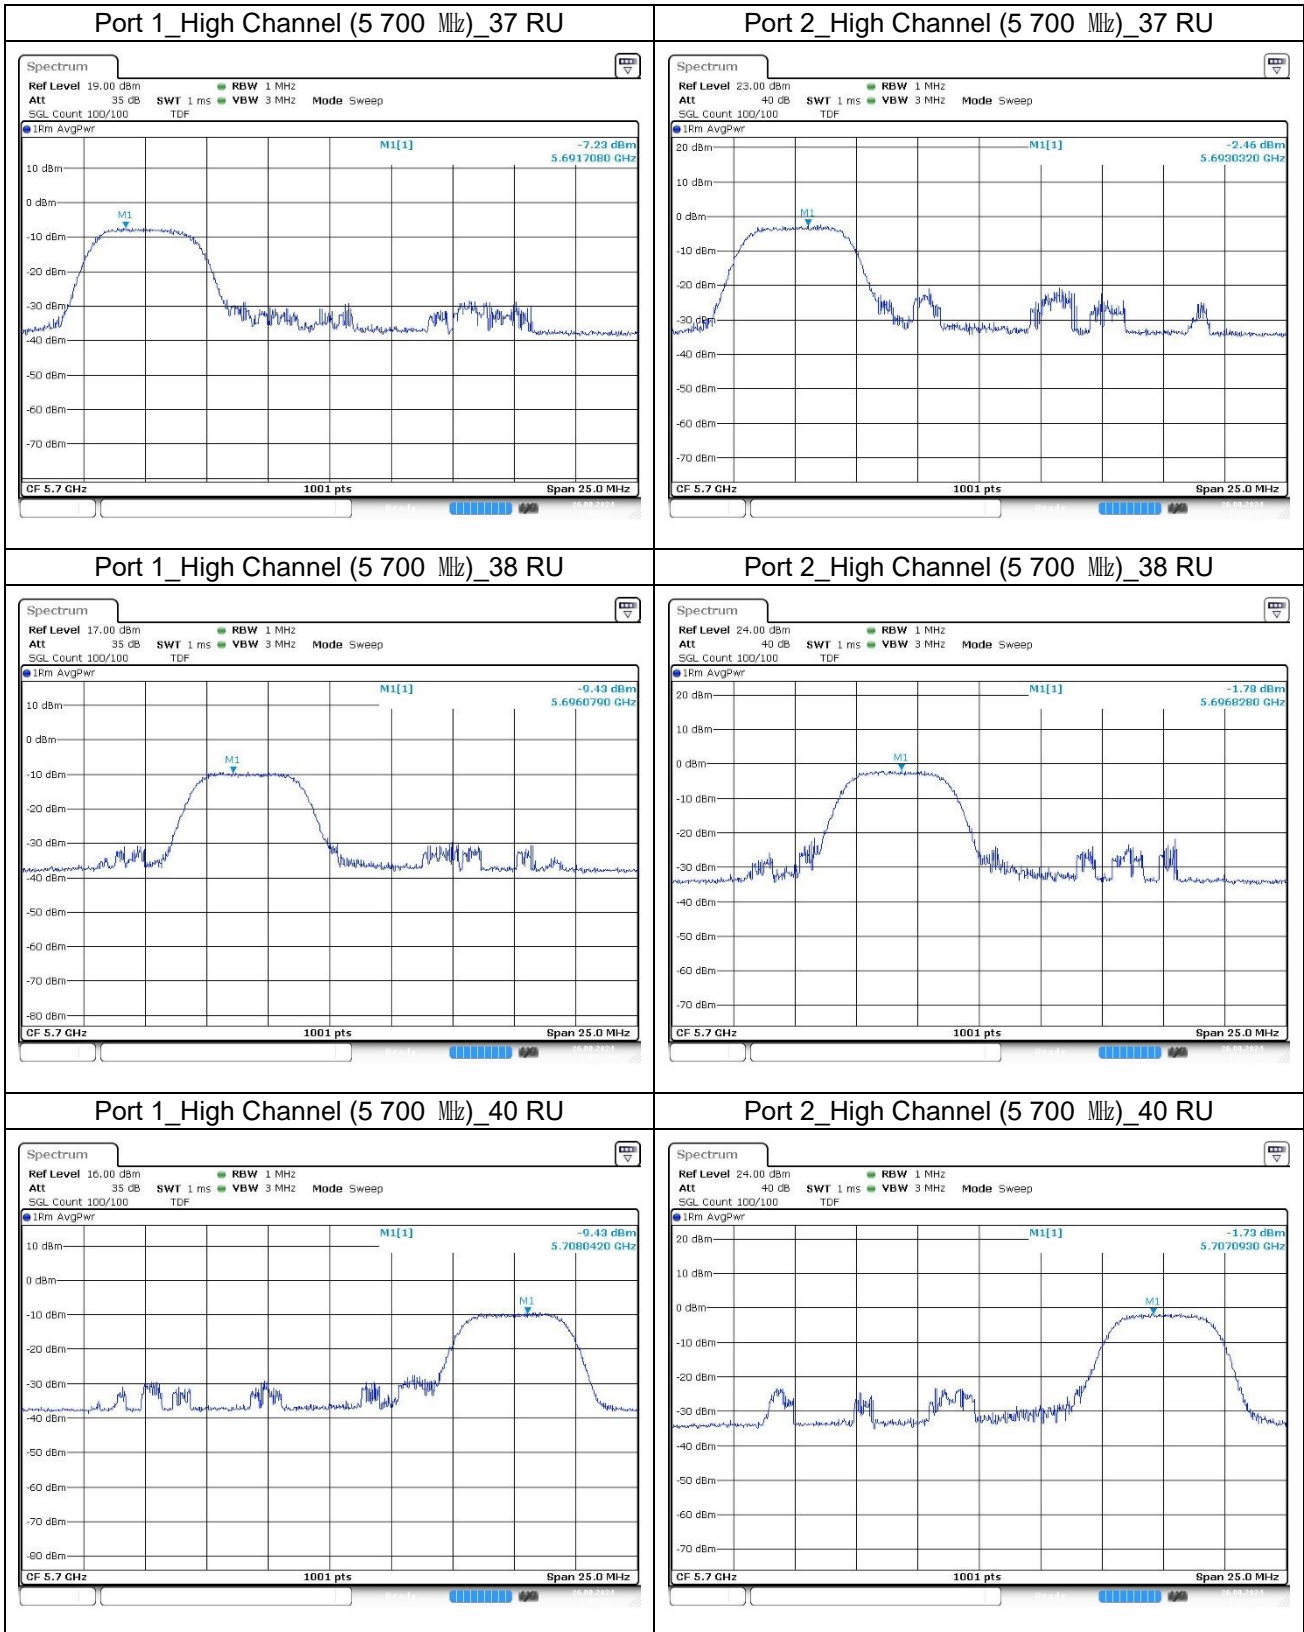 Port 1_High Channel (5 700 ㎒)_37 RU
Spectrum
Ref Level 19.00 dBm RBW 1 MHz
Att 35 dB SWT 1 ms VBW 3 MHz Mode Sweep
SGL Count 100/100 TDF
1Rm AvgPwr
M1[1] -7.23 dBm
5.6917080 GHz
10 dBm
0 dBm
M1
-10 dBm
-20 dBm
-30 dBm
-40 dBm
-50 dBm
-60 dBm
-70 dBm
CF 5.7 GHz 1001 pts Span 25.0 MHz
Port 2_High Channel (5 700 ㎒)_37 RU
Spectrum
Ref Level 23.00 dBm RBW 1 MHz
Att 40 dB SWT 1 ms VBW 3 MHz Mode Sweep
SGL Count 100/100 TDF
1Rm AvgPwr
20 dBm M1[1] -2.46 dBm
5.6930320 GHz
10 dBm
0 dBm
M1
-10 dBm
-20 dBm
-30 dBm
-40 dBm
-50 dBm
-60 dBm
-70 dBm
CF 5.7 GHz 1001 pts Span 25.0 MHz
Port 1_High Channel (5 700 ㎒)_38 RU
Spectrum
Ref Level 17.00 dBm RBW 1 MHz
Att 35 dB SWT 1 ms VBW 3 MHz Mode Sweep
SGL Count 100/100 TDF
1Rm AvgPwr
M1[1] -9.43 dBm
10 dBm 5.6960790 GHz
0 dBm
M1
-10 dBm
-20 dBm
-30 dBm
-40 dBm
-50 dBm
-60 dBm
-70 dBm
-80 dBm
CF 5.7 GHz 1001 pts Span 25.0 MHz
Port 2_High Channel (5 700 ㎒)_38 RU
Spectrum
Ref Level 24.00 dBm RBW 1 MHz
Att 40 dB SWT 1 ms VBW 3 MHz Mode Sweep
SGL Count 100/100 TDF
1Rm AvgPwr
20 dBm M1[1] -1.78 dBm
5.6968280 GHz
10 dBm
M1
0 dBm
-10 dBm
-20 dBm
-30 dBm
-40 dBm
-50 dBm
-60 dBm
-70 dBm
CF 5.7 GHz 1001 pts Span 25.0 MHz
Port 1_High Channel (5 700 ㎒)_40 RU
Spectrum
Ref Level 16.00 dBm RBW 1 MHz
Att 35 dB SWT 1 ms VBW 3 MHz Mode Sweep
SGL Count 100/100 TDF
1Rm AvgPwr
M1[1] -9.43 dBm
10 dBm 5.7080420 GHz
0 dBm
M1
-10 dBm
-20 dBm
-30 dBm
-40 dBm
-50 dBm
-60 dBm
-70 dBm
-80 dBm
CF 5.7 GHz 1001 pts Span 25.0 MHz
Port 2_High Channel (5 700 ㎒)_40 RU
Spectrum
Ref Level 24.00 dBm RBW 1 MHz
Att 40 dB SWT 1 ms VBW 3 MHz Mode Sweep
SGL Count 100/100 TDF
1Rm AvgPwr
20 dBm M1[1] -1.73 dBm
5.7070930 GHz
10 dBm
M1
0 dBm
-10 dBm
-20 dBm
-30 dBm
-40 dBm
-50 dBm
-60 dBm
-70 dBm
CF 5.7 GHz 1001 pts Span 25.0 MHz